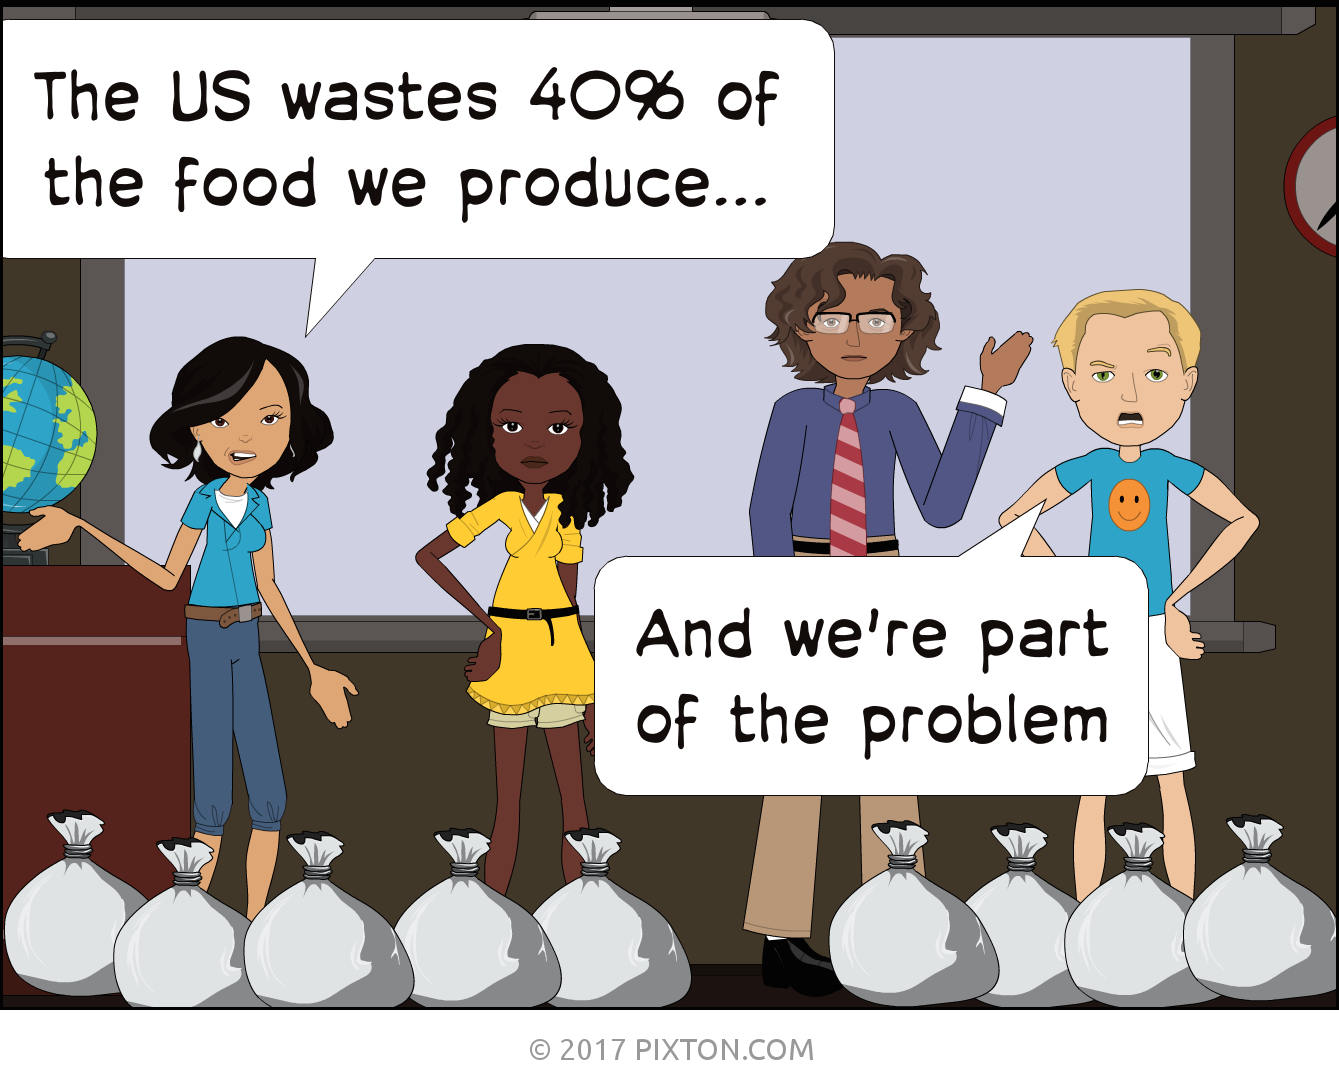 The US wastes 40% of
the food we produce...
And we're part
of the problem
© 2017 PIXTON.COM